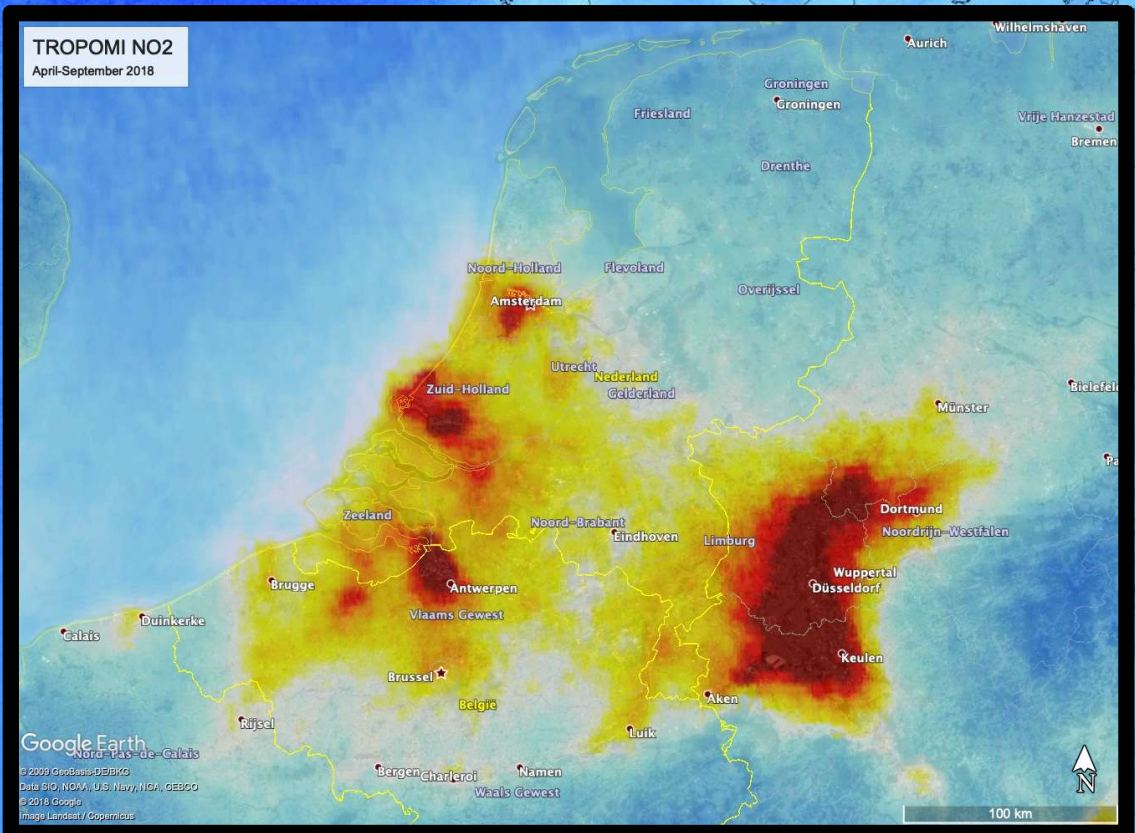 TROPOMI NO2
April-September 2018
Wilhelmshaven
Aurich
Groningen
Groningen
Friesland
Vrije Hanzestad
Bremen
Drenthe
Noord-Holland
Flevoland
Overijssel
Amsterdam
Utrecht
Nederland
Gelderland
Zuid-Holland
Münster
Dortmund
Noordrijn-Westfalen
Zeeland
Noord-Brabant
Eindhoven
Limburg
Wuppertal
Düsseldorf
Brugge
Antwerpen
Vlaams Gewest
Duinkerke
Calais
Keulen
Brussel
België
Aken
Rijsel
Luik
Google Earth
Nord-Pas-de-Calais
Bergen
Charleroi
Namen
Waals Gewest
© 2009 GeoBasis-DE/BKG
Data SIO, NOAA, U.S. Navy, NGA, GEBCO
© 2018 Google
Image Landsat / Copernicus
N
100 km